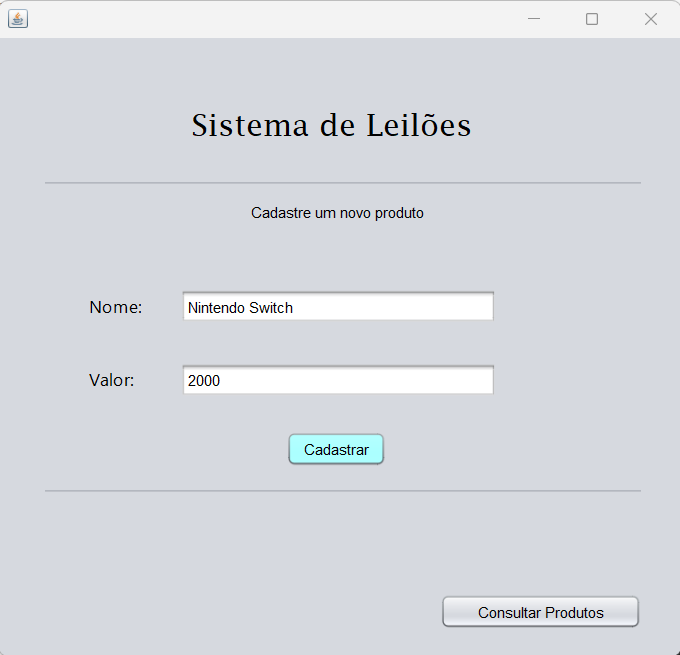 Sistema de Leilões
Cadastre um novo produto
Nome: Nintendo Switch
Valor: 2000
Cadastrar
Consultar Produtos